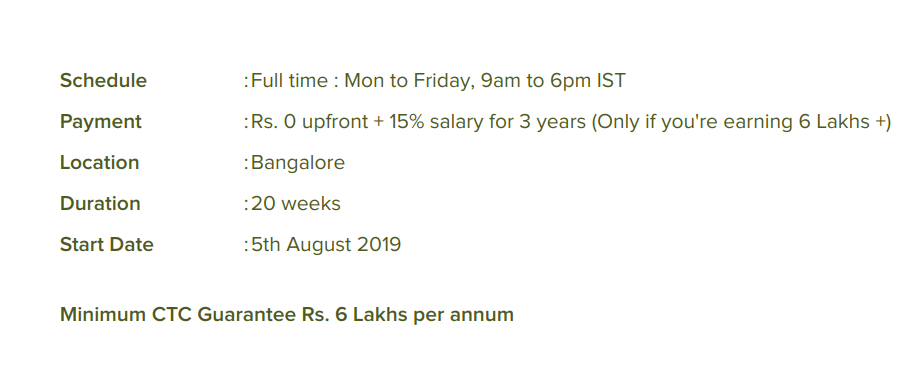 Schedule :Full time : Mon to Friday, 9am to 6pm IST
Payment :Rs. 0 upfront + 15% salary for 3 years (Only if you're earning 6 Lakhs +)
Location :Bangalore
Duration :20 weeks
Start Date :5th August 2019
Minimum CTC Guarantee Rs. 6 Lakhs per annum